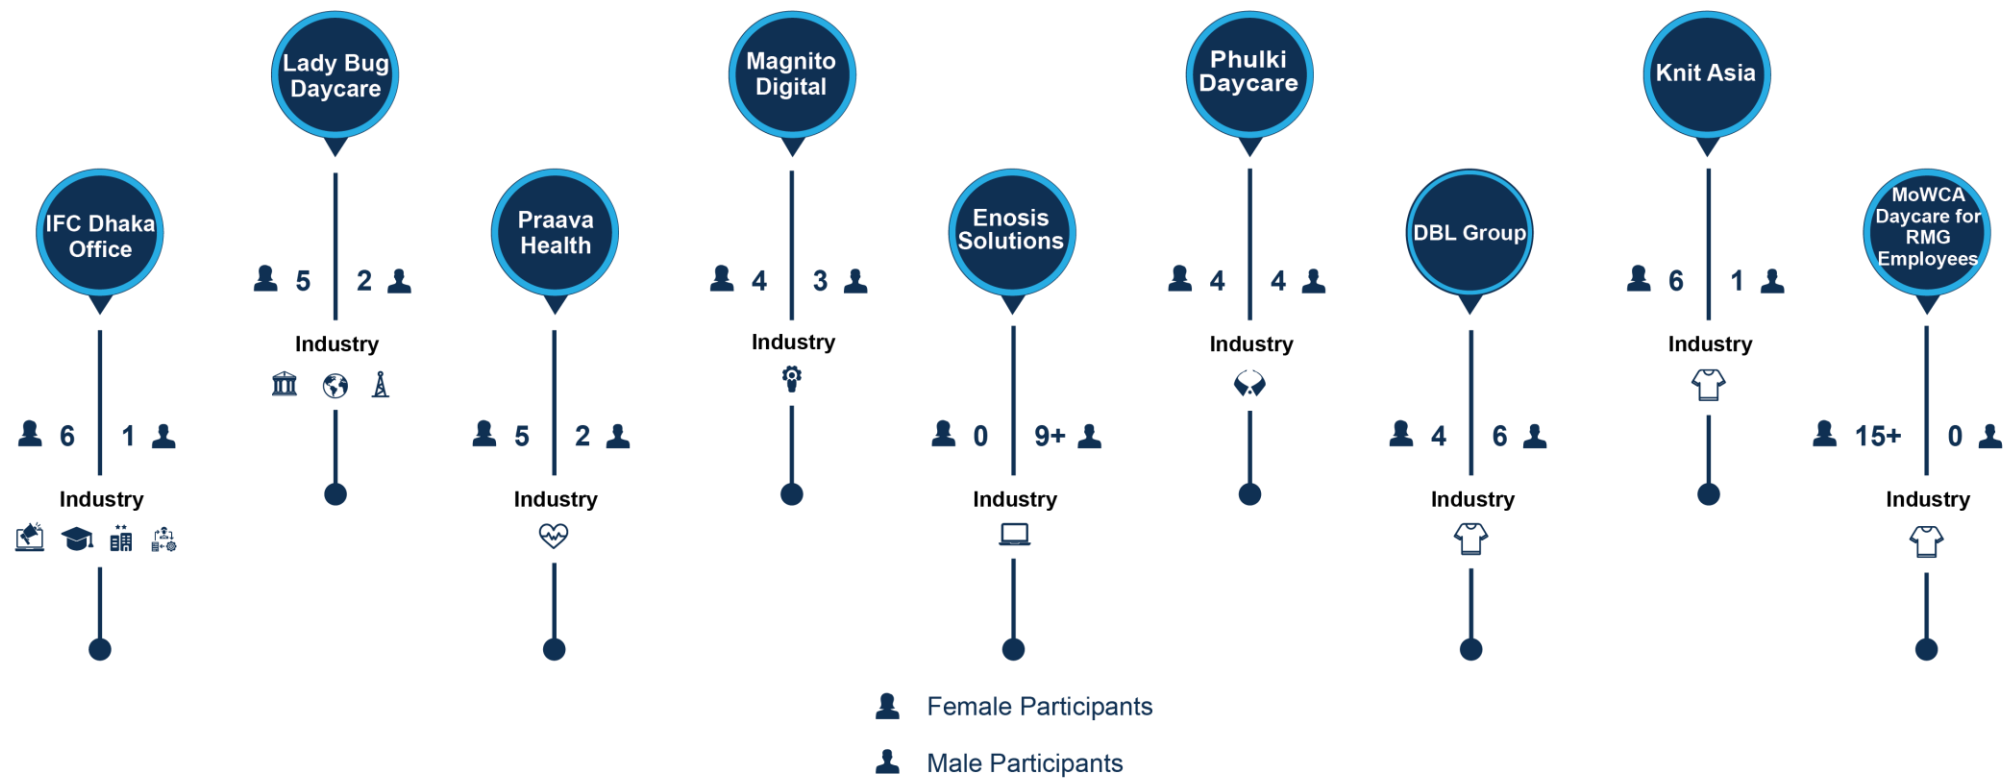 IFC Dhaka
Office
6 1
Industry
Lady Bug
Daycare
5 2
Industry
Praava
Health
5 2
Industry
Magnito
Digital
4 3
Industry
Enosis
Solutions
0 9+
Industry
Phulki
Daycare
4 4
Industry
DBL Group
4 6
Industry
Knit Asia
6 1
Industry
MoWCA
Daycare for
RMG
Employees
15+ 0
Industry
Female Participants
Male Participants